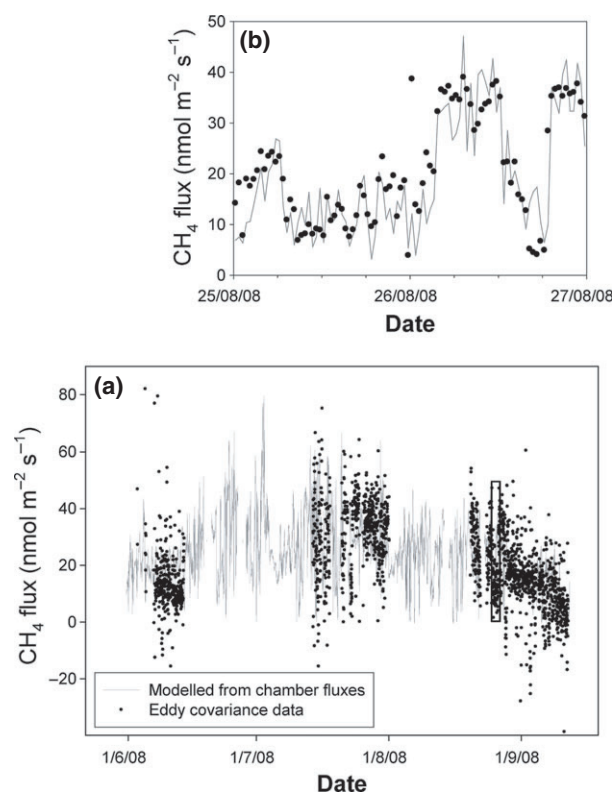 (b)
CH4 flux (nmol m−2 s−1)
50
40
30
20
10
0
25/08/08 26/08/08 27/08/08
Date
(a)
CH4 flux (nmol m−2 s−1)
80
60
40
20
0
−20
Modelled from chamber fluxes
Eddy covariance data
1/6/08 1/7/08 1/8/08 1/9/08
Date